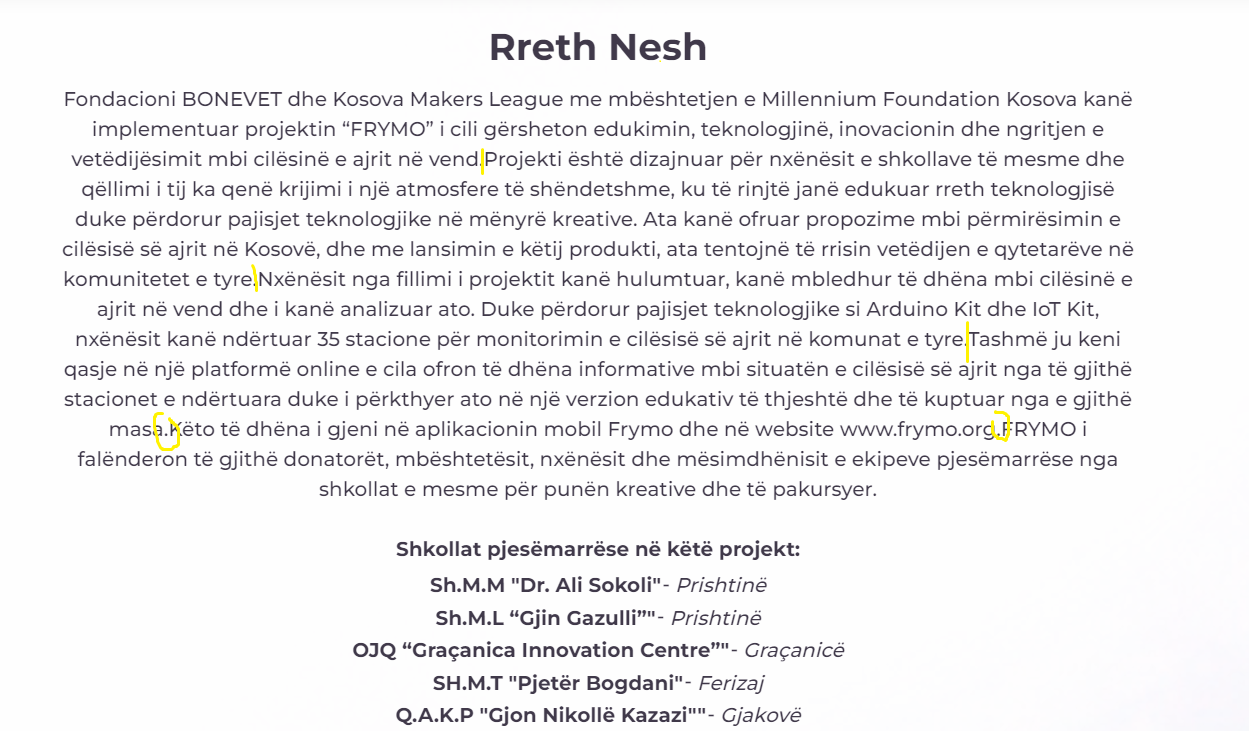 Rreth Nesh
Fondacioni BONEVET dhe Kosova Makers League me mbështetjen e Millennium Foundation Kosova kanë
implementuar projektin “FRYMO” i cili gërsheton edukimin, teknologjinë, inovacionin dhe ngritjen e
vetëdijësimit mbi cilësinë e ajrit në vend.Projekti është dizajnuar për nxënësit e shkollave të mesme dhe
qëllimi i tij ka qenë krijimi i një atmosfere të shëndetshme, ku të rinjtë janë edukuar rreth teknologjisë
duke përdorur pajisjet teknologjike në mënyrë kreative. Ata kanë ofruar propozime mbi përmirësimin e
cilësisë së ajrit në Kosovë, dhe me lansimin e këtij produkti, ata tentojnë të rrisin vetëdijen e qytetarëve në
komunitetet e tyre.Nxënësit nga fillimi i projektit kanë hulumtuar, kanë mbledhur të dhëna mbi cilësinë e
ajrit në vend dhe i kanë analizuar ato. Duke përdorur pajisjet teknologjike si Arduino Kit dhe IoT Kit,
nxënësit kanë ndërtuar 35 stacione për monitorimin e cilësisë së ajrit në komunat e tyre.Tashmë ju keni
qasje në një platformë online e cila ofron të dhëna informative mbi situatën e cilësisë së ajrit nga të gjithë
stacionet e ndërtuara duke i përkthyer ato në një verzion edukativ të thjeshtë dhe të kuptuar nga e gjithë
masa.Këto të dhëna i gjeni në aplikacionin mobil Frymo dhe në website www.frymo.org.FRYMO i
falënderon të gjithë donatorët, mbështetësit, nxënësit dhe mësimdhënisit e ekipeve pjesëmarrëse nga
shkollat e mesme për punën kreative dhe të pakursyer.
Shkollat pjesëmarrëse në këtë projekt:
Sh.M.M "Dr. Ali Sokoli"- Prishtinë
Sh.M.L “Gjin Gazulli”"- Prishtinë
OJQ “Graçanica Innovation Centre”"- Graçanicë
SH.M.T "Pjetër Bogdani"- Ferizaj
Q.A.K.P "Gjon Nikollë Kazazi""- Gjakovë